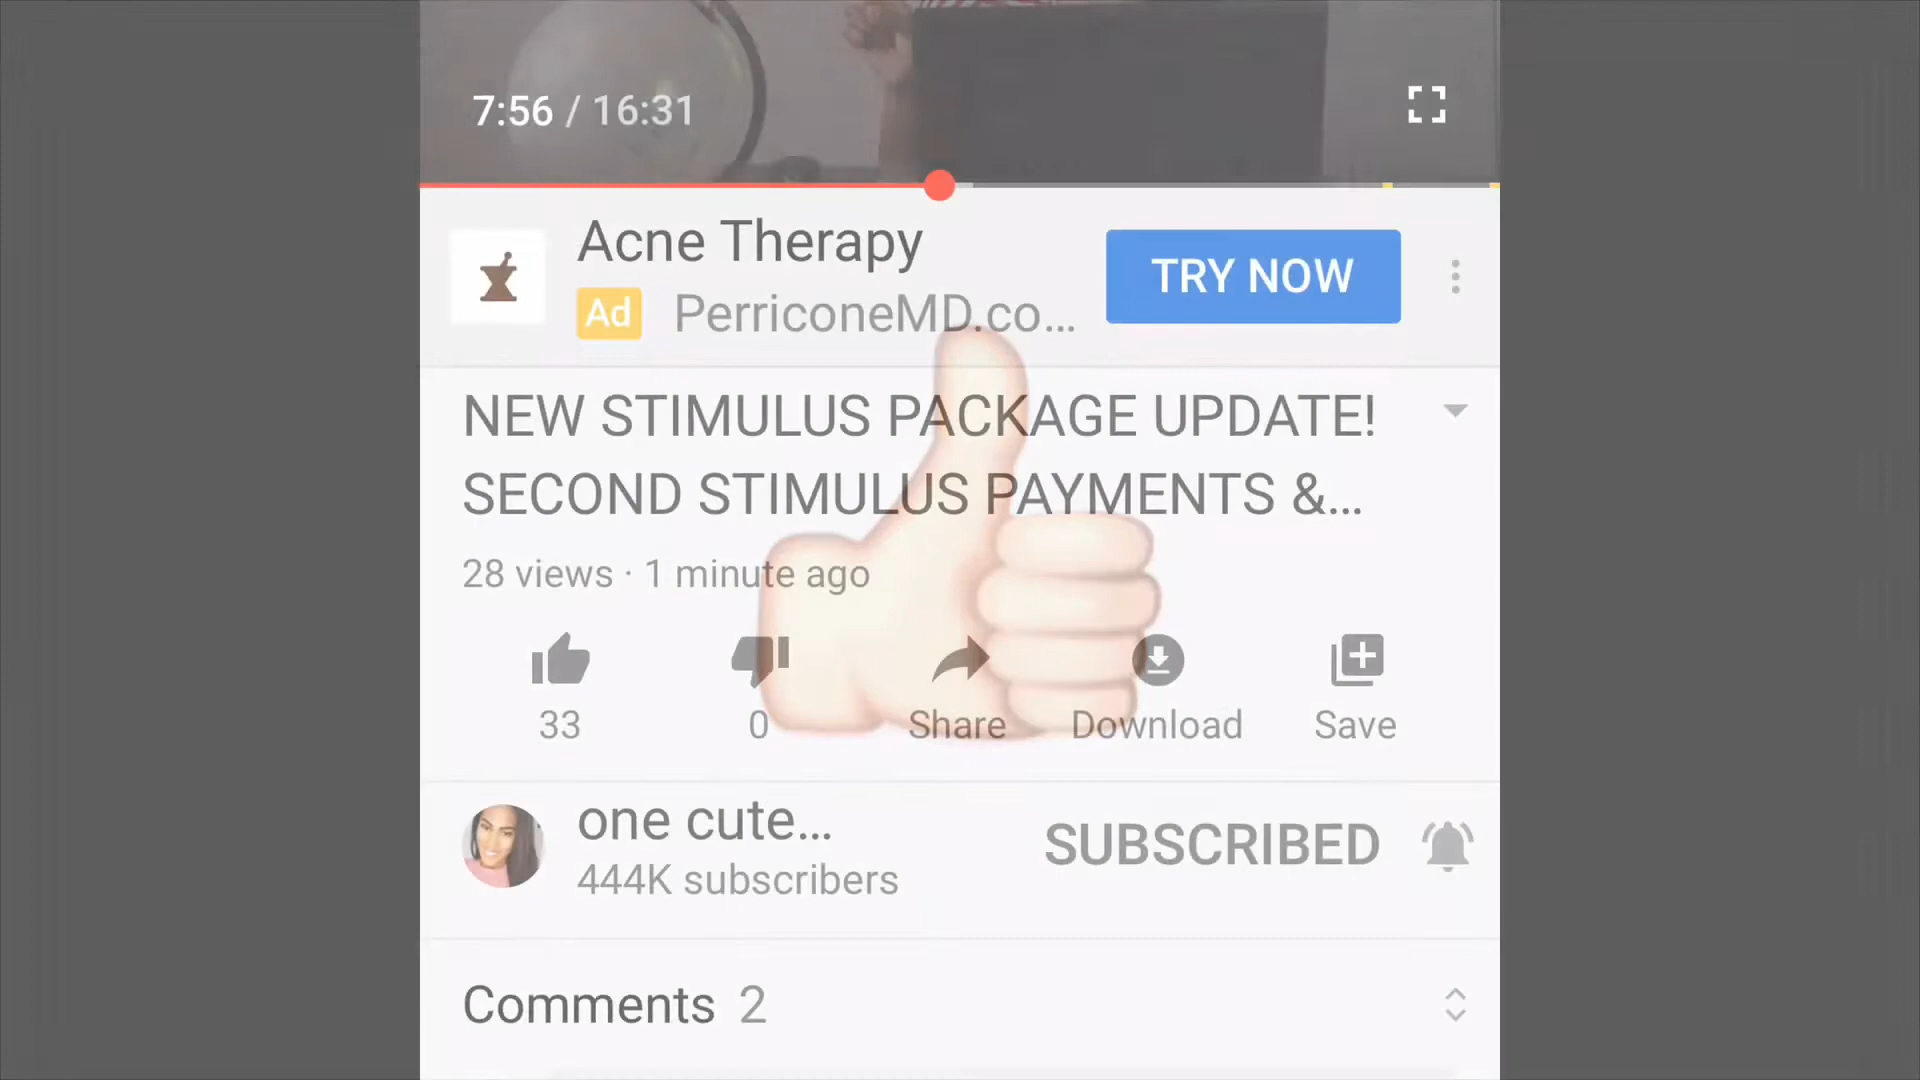 7:56 / 16:31
Acne Therapy
Ad PerriconeMD.co...
TRY NOW
NEW STIMULUS PACKAGE UPDATE!
SECOND STIMULUS PAYMENTS &...
28 views · 1 minute ago
33
0
Share
Download
Save
one cute...
444K subscribers
SUBSCRIBED
Comments 2